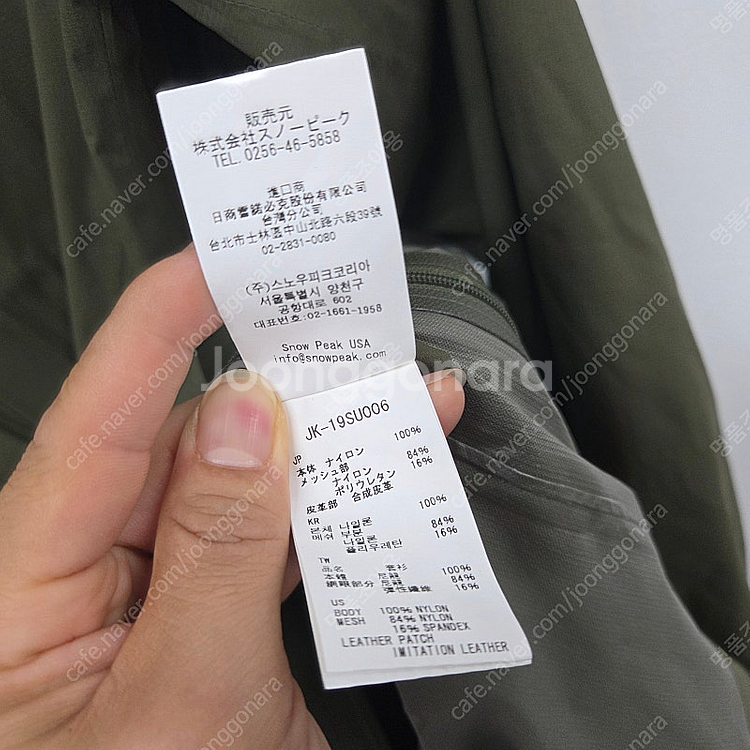 販売元
株式会社スノーピーク
TEL.0256-46-5858
進口商
日商雪諾必克股份有限公司
台灣分公司
台北市士林區中山北路六段39號
02-2831-0080
(주)스노우피크코리아
서울특별시 양천구
공항대로 602
대표번호:02-1661-1958
Snow Peak USA
info@snowpeak.com
Joonggonara
JK-19SU006
JP
本体 ナイロン 100%
メッシュ部 ナイロン 84%
ポリウレタン 16%
皮革部 合成皮革
KR
본체 나일론 100%
메쉬 부분 나일론 84%
폴리우레탄 16%
TW
品名 套衫
本體 尼龍 100%
網眼部分 尼龍 84%
彈性纖維 16%
US
BODY 100% NYLON
MESH 84% NYLON
16% SPANDEX
LEATHER PATCH
IMITATION LEATHER
cafe.naver.com/joonggonara